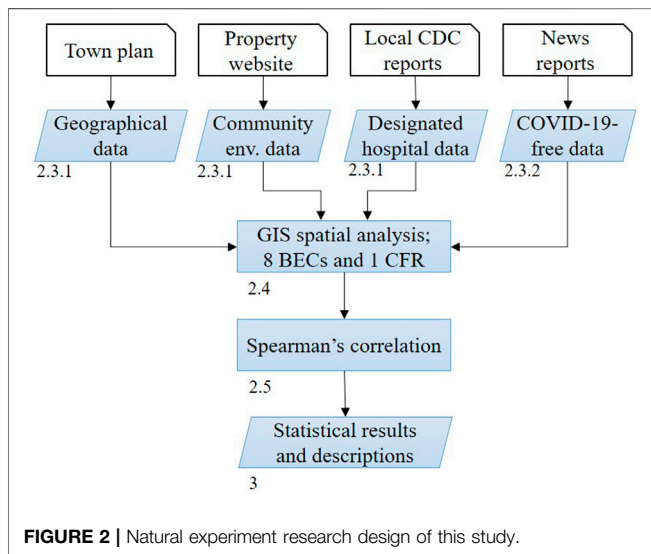 Town plan
Property
website
Local CDC
reports
News
reports
Geographical
data
2.3.1
Community
env. data
2.3.1
Designated
hospital data
2.3.1
COVID-19-
free data
2.3.2
GIS spatial analysis;
8 BECs and 1 CFR
2.4
Spearman's correlation
2.5
Statistical results
and descriptions
3
FIGURE 2 | Natural experiment research design of this study.